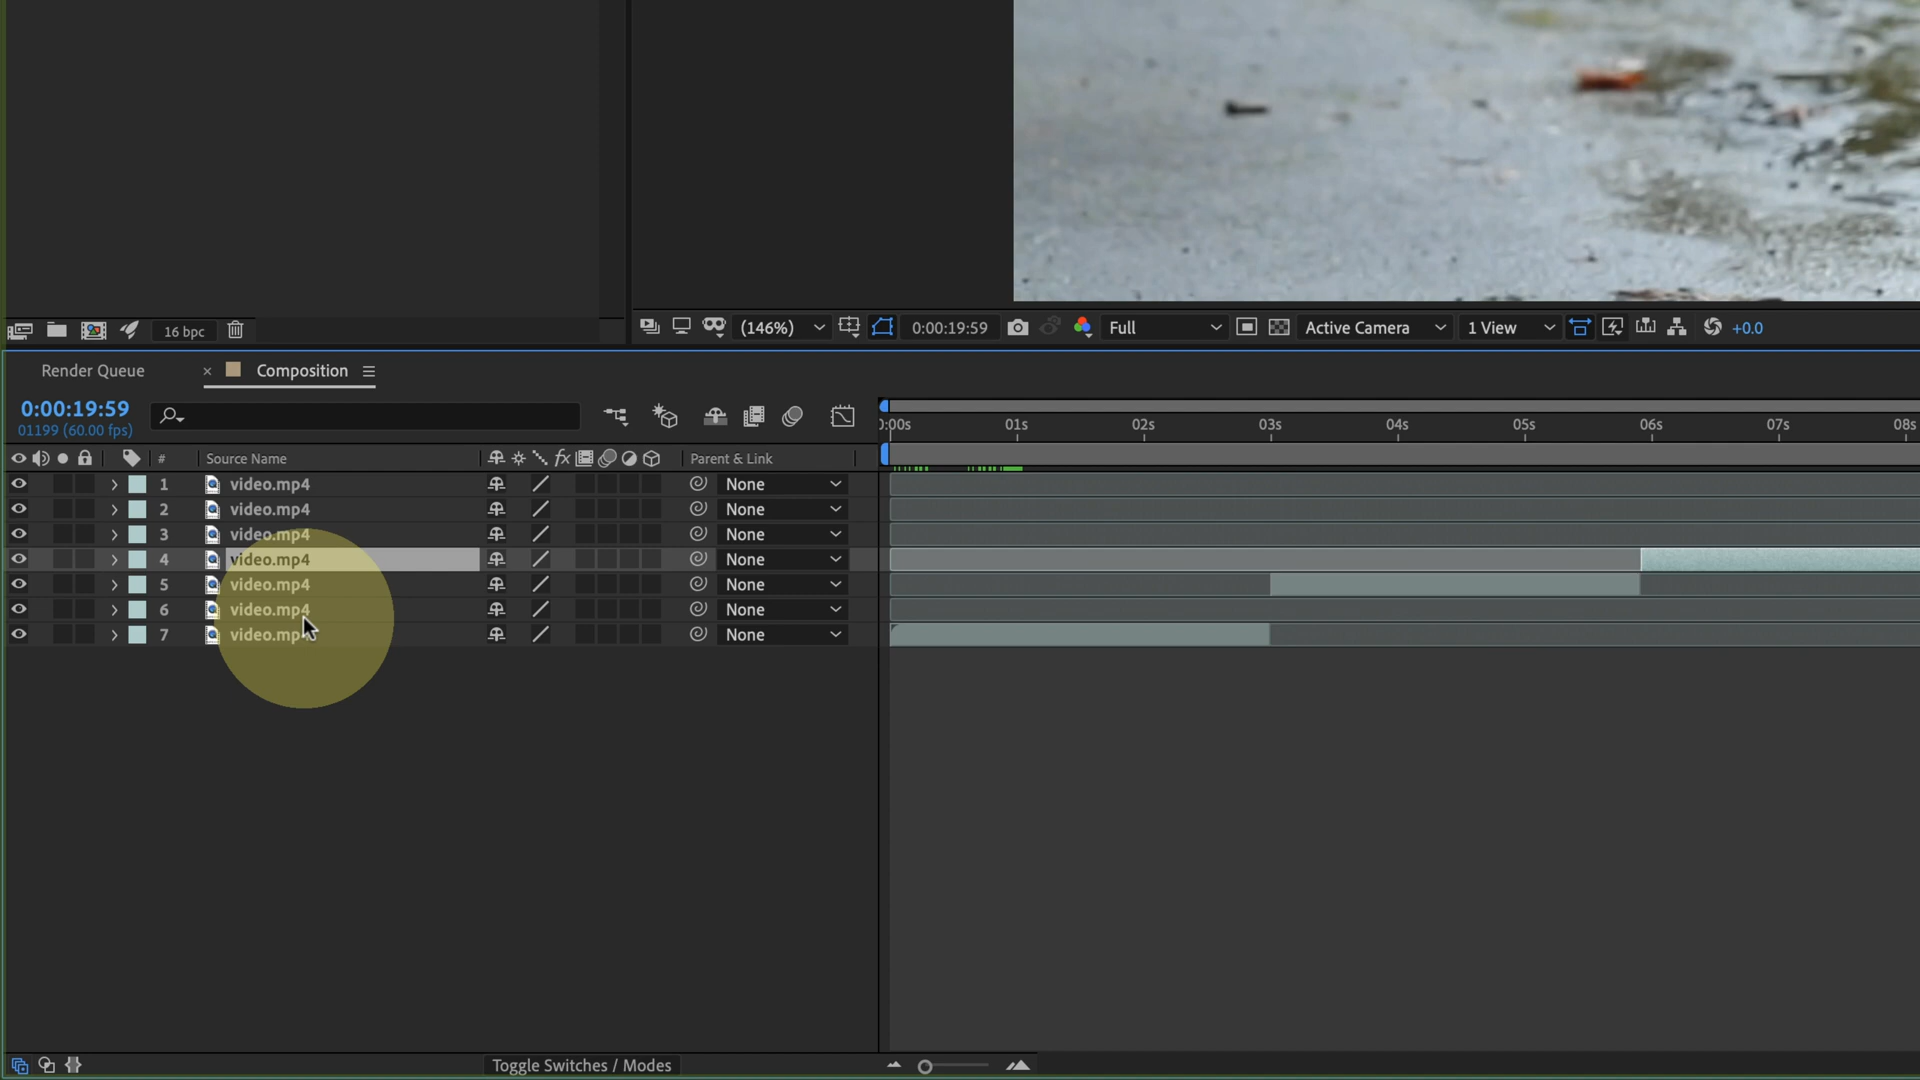 16 bpc
(146%)
0:00:19:59
Full
Active Camera
1 View
+0.0
Render Queue
× Composition
0:00:19:59
01199 (60.00 fps)
0:00s 01s 02s 03s 04s 05s 06s 07s 08s
# Source Name fx Parent & Link
1 video.mp4 None
2 video.mp4 None
3 video.mp4 None
4 video.mp4 None
5 video.mp4 None
6 video.mp4 None
7 video.mp4 None
Toggle Switches / Modes